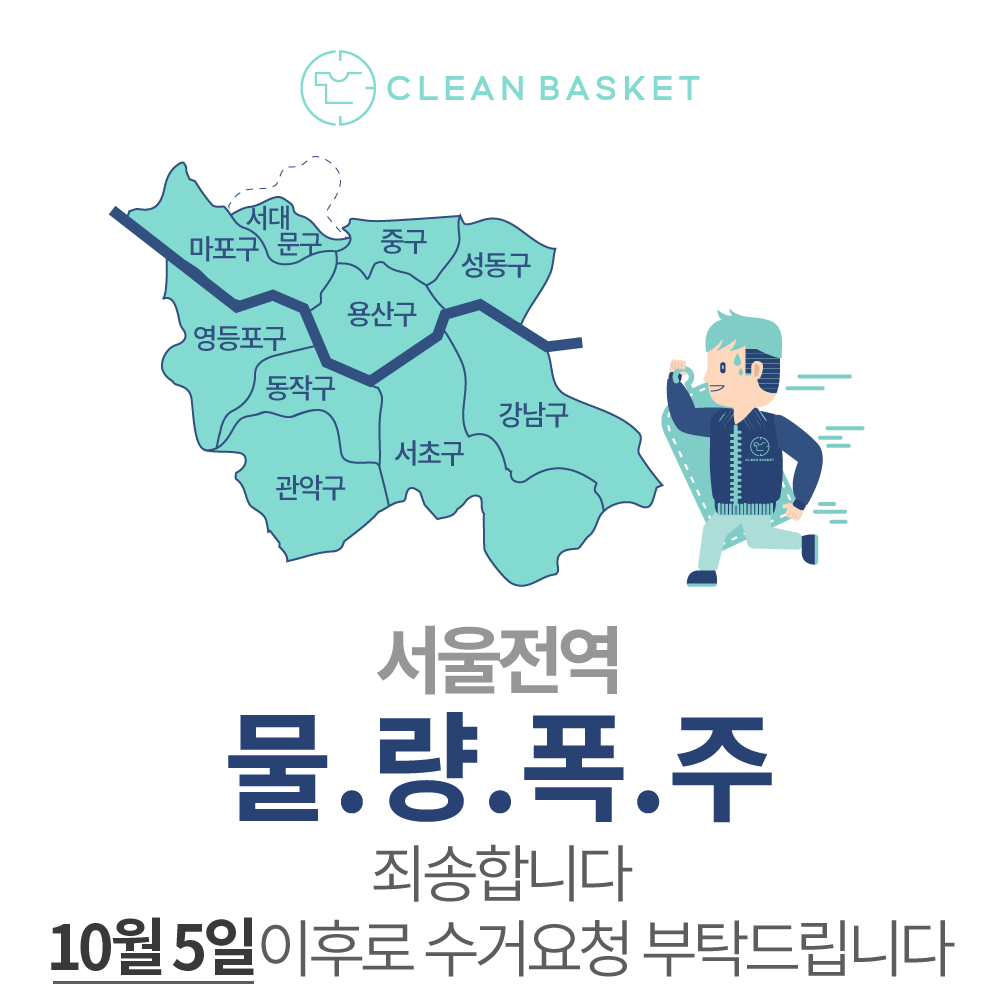 CLEAN BASKET
서대
문구
마포구
중구
성동구
용산구
영등포구
동작구
강남구
서초구
관악구
CLEAN BASKET
서울전역
물.량.폭.주
죄송합니다
10월 5일이후로 수거요청 부탁드립니다